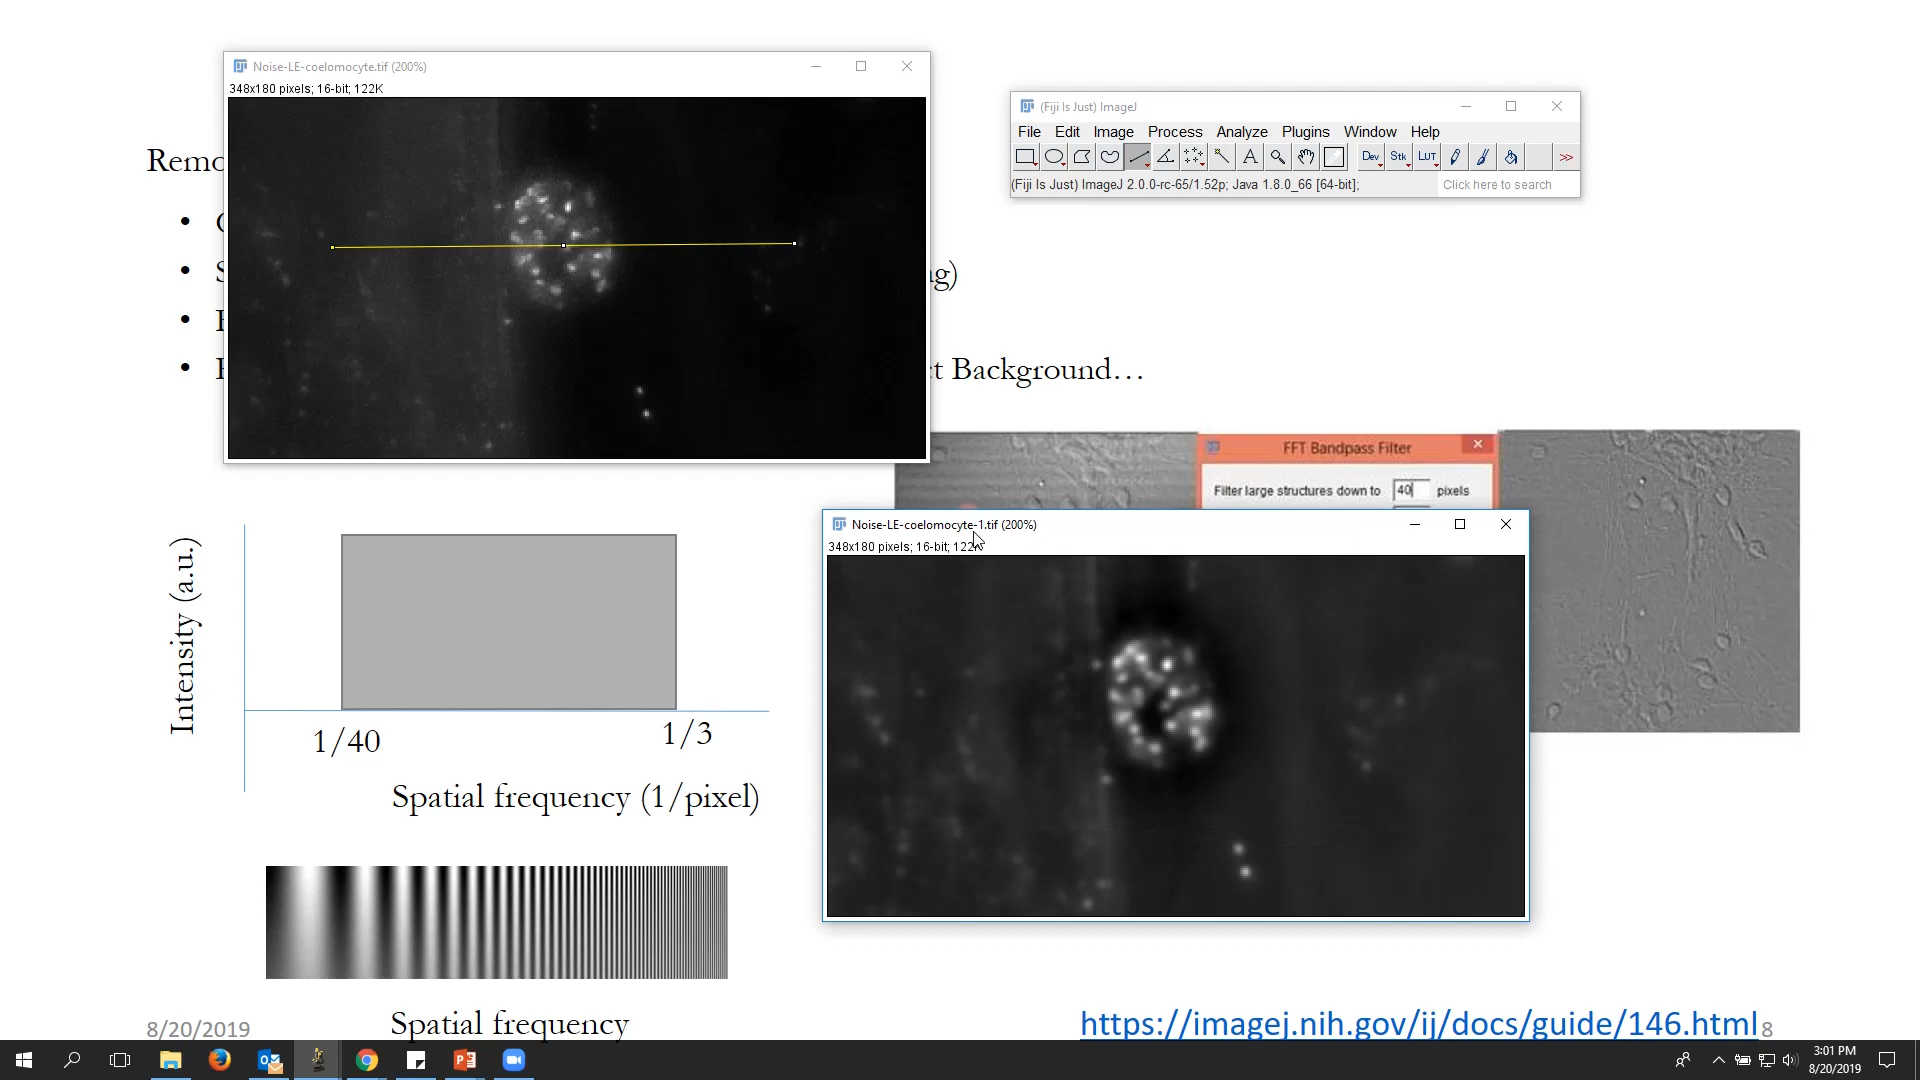 Noise-LE-coelomocyte.tif (200%)
348x180 pixels; 16-bit; 122K
(Fiji Is Just) ImageJ
File Edit Image Process Analyze Plugins Window Help
Dev Stk LUT >>
(Fiji Is Just) ImageJ 2.0.0-rc-65/1.52p; Java 1.8.0_66 [64-bit];
Click here to search
Remo
g)
ct Background…
FFT Bandpass Filter
Filter large structures down to 40 pixels
Noise-LE-coelomocyte-1.tif (200%)
348x180 pixels; 16-bit; 122K
Intensity (a.u.)
1/40
1/3
Spatial frequency (1/pixel)
Spatial frequency
8/20/2019
https://imagej.nih.gov/ij/docs/guide/146.html
8
3:01 PM
8/20/2019